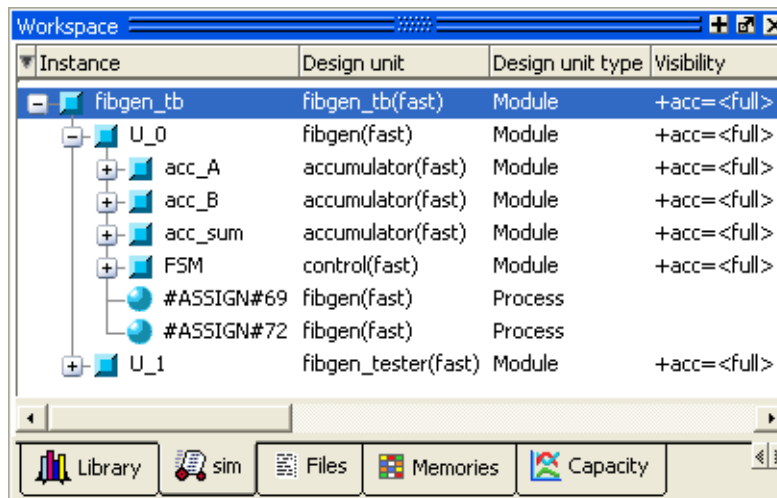 Workspace
Instance Design unit Design unit type Visibility
fibgen_tb fibgen_tb(fast) Module +acc=<full>
U_0 fibgen(fast) Module +acc=<full>
acc_A accumulator(fast) Module +acc=<full>
acc_B accumulator(fast) Module +acc=<full>
acc_sum accumulator(fast) Module +acc=<full>
FSM control(fast) Module +acc=<full>
#ASSIGN#69 fibgen(fast) Process
#ASSIGN#72 fibgen(fast) Process
U_1 fibgen_tester(fast) Module +acc=<full>
Library sim Files Memories Capacity